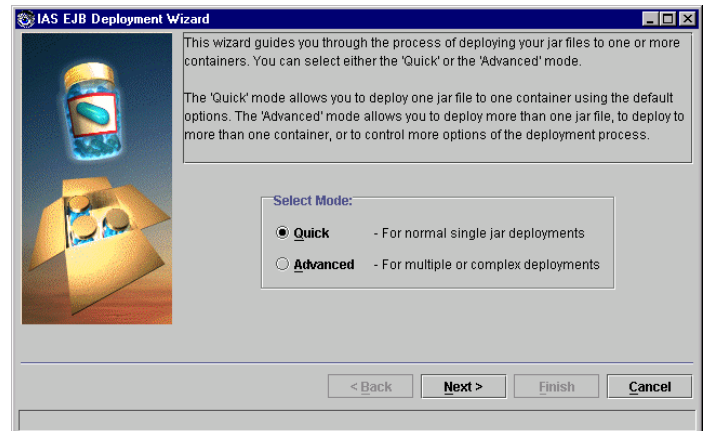 IAS EJB Deployment Wizard
This wizard guides you through the process of deploying your jar files to one or more
containers. You can select either the 'Quick' or the 'Advanced' mode.
The 'Quick' mode allows you to deploy one jar file to one container using the default
options. The 'Advanced' mode allows you to deploy more than one jar file, to deploy to
more than one container, or to control more options of the deployment process.
Select Mode:
Quick - For normal single jar deployments
Advanced - For multiple or complex deployments
< Back Next > Finish Cancel